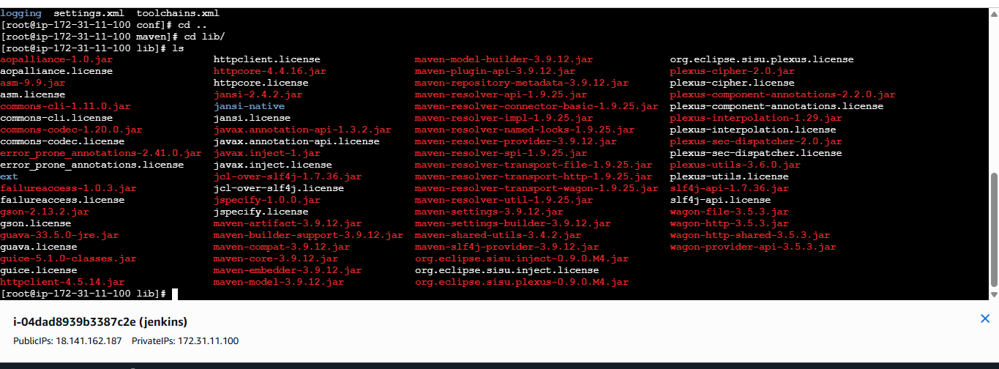 logging  settings.xml  toolchains.xml
[root@ip-172-31-11-100 conf]# cd ..
[root@ip-172-31-11-100 maven]# cd lib/
[root@ip-172-31-11-100 lib]# ls
aopalliance-1.0.jar httpclient.license maven-model-builder-3.9.12.jar org.eclipse.sisu.plexus.license
aopalliance.license httpcore-4.4.16.jar maven-plugin-api-3.9.12.jar plexus-cipher-2.0.jar
asm-9.9.jar httpcore.license maven-repository-metadata-3.9.12.jar plexus-cipher.license
asm.license jansi-2.4.2.jar maven-resolver-api-1.9.25.jar plexus-component-annotations-2.2.0.jar
commons-cli-1.11.0.jar jansi-native maven-resolver-connector-basic-1.9.25.jar plexus-component-annotations.license
commons-cli.license jansi.license maven-resolver-impl-1.9.25.jar plexus-interpolation-1.29.jar
commons-codec-1.20.0.jar javax.annotation-api-1.3.2.jar maven-resolver-named-locks-1.9.25.jar plexus-interpolation.license
commons-codec.license javax.annotation-api.license maven-resolver-provider-3.9.12.jar plexus-sec-dispatcher-2.0.jar
error_prone_annotations-2.41.0.jar javax.inject-1.jar maven-resolver-spi-1.9.25.jar plexus-sec-dispatcher.license
error_prone_annotations.license javax.inject.license maven-resolver-transport-file-1.9.25.jar plexus-utils-3.6.0.jar
ext jcl-over-slf4j-1.7.36.jar maven-resolver-transport-http-1.9.25.jar plexus-utils.license
failureaccess-1.0.3.jar jcl-over-slf4j.license maven-resolver-transport-wagon-1.9.25.jar slf4j-api-1.7.36.jar
failureaccess.license jspecify-1.0.0.jar maven-resolver-util-1.9.25.jar slf4j-api.license
gson-2.13.2.jar jspecify.license maven-settings-3.9.12.jar wagon-file-3.5.3.jar
gson.license maven-artifact-3.9.12.jar maven-settings-builder-3.9.12.jar wagon-http-3.5.3.jar
guava-33.5.0-jre.jar maven-builder-support-3.9.12.jar maven-shared-utils-3.4.2.jar wagon-http-shared-3.5.3.jar
guava.license maven-compat-3.9.12.jar maven-slf4j-provider-3.9.12.jar wagon-provider-api-3.5.3.jar
guice-5.1.0-classes.jar maven-core-3.9.12.jar org.eclipse.sisu.inject-0.9.0.M4.jar
guice.license maven-embedder-3.9.12.jar org.eclipse.sisu.inject.license
httpclient-4.5.14.jar maven-model-3.9.12.jar org.eclipse.sisu.plexus-0.9.0.M4.jar
[root@ip-172-31-11-100 lib]#
i-04dad8939b3387c2e (jenkins)
PublicIPs: 18.141.162.187 PrivateIPs: 172.31.11.100